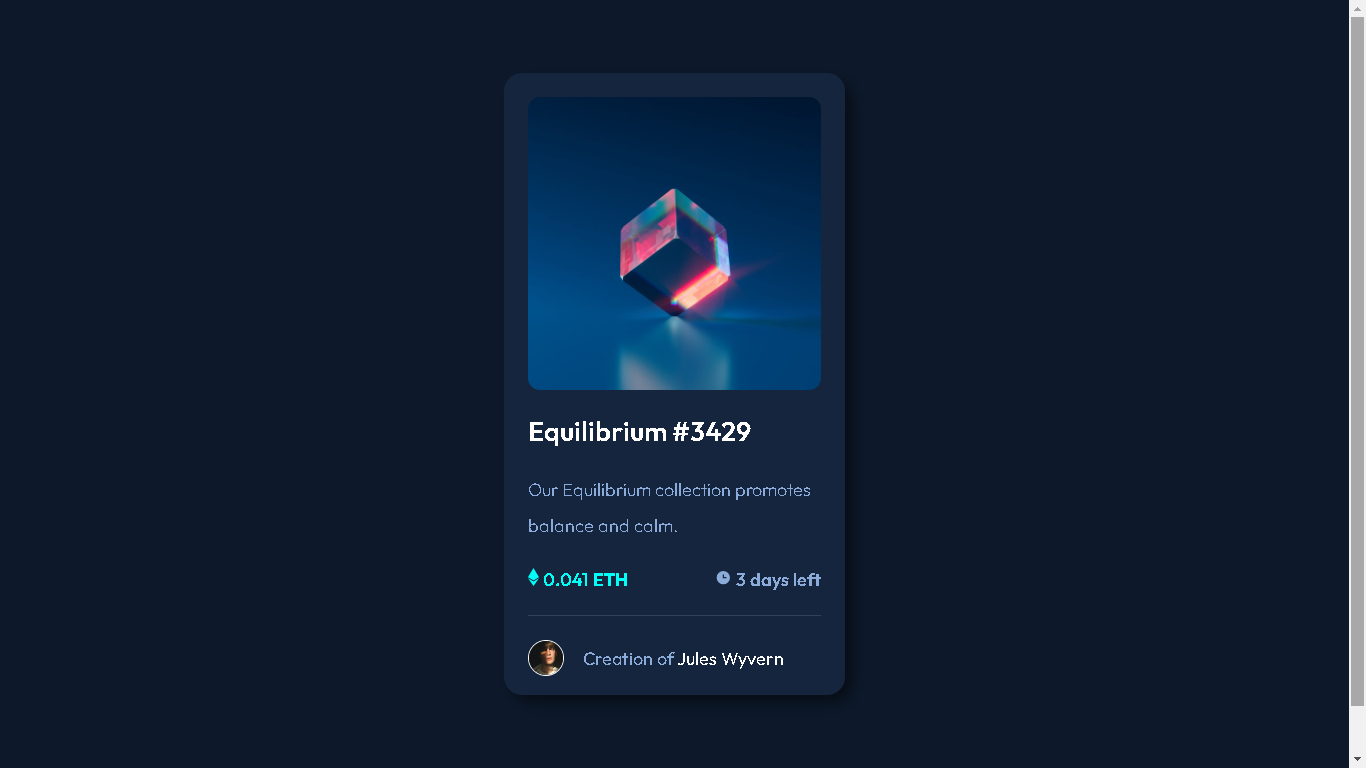 Equilibrium #3429
Our Equilibrium collection promotes
balance and calm.
0.041 ETH 3 days left
Creation of Jules Wyvern